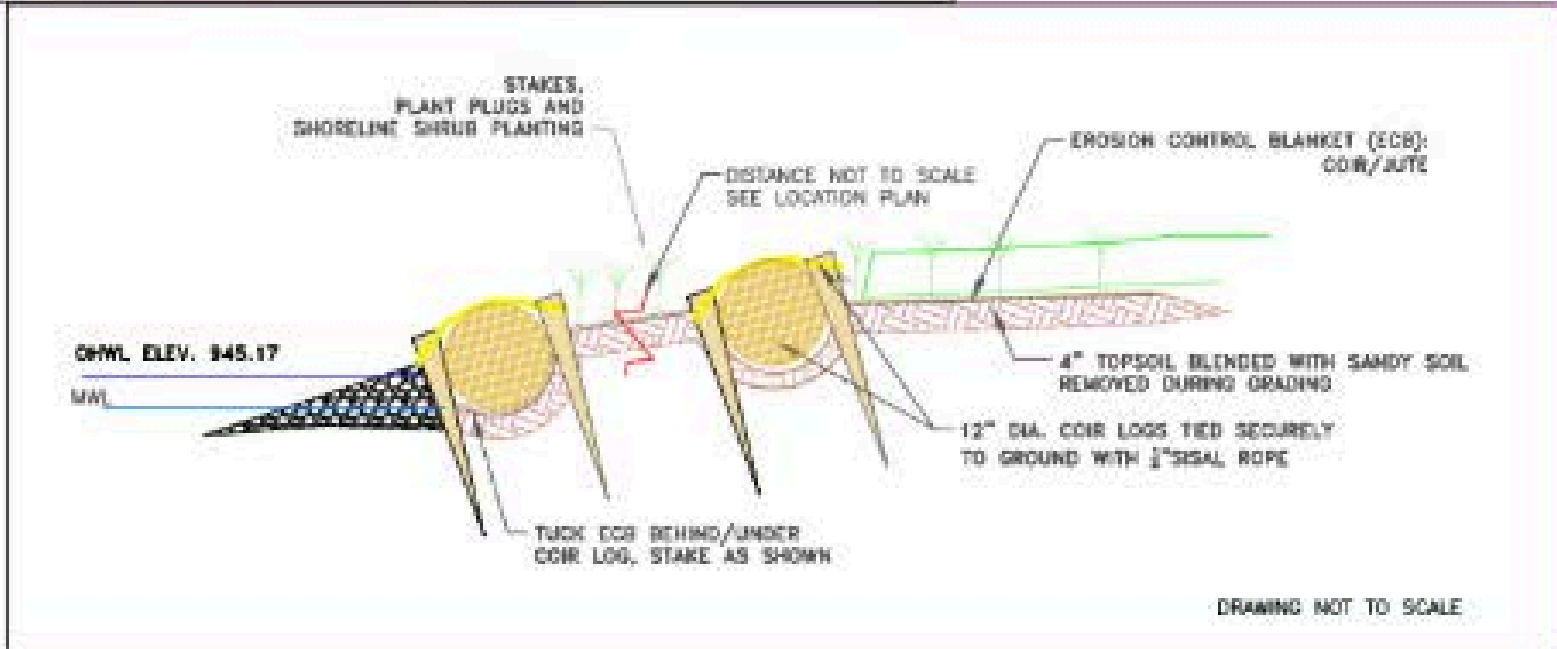 STAKES,
PLANT PLUGS AND
SHORELINE SHRUB PLANTING
EROSION CONTROL BLANKET (ECB):
COIR/JUTE
DISTANCE NOT TO SCALE
SEE LOCATION PLAN
OHWL ELEV. 945.17
MWL
4" TOPSOIL BLENDED WITH SANDY SOIL
REMOVED DURING GRADING
12" DIA. COIR LOGS TIED SECURELY
TO GROUND WITH SISAL ROPE
TUCK ECB BEHIND/UNDER
COIR LOG, STAKE AS SHOWN
DRAWING NOT TO SCALE